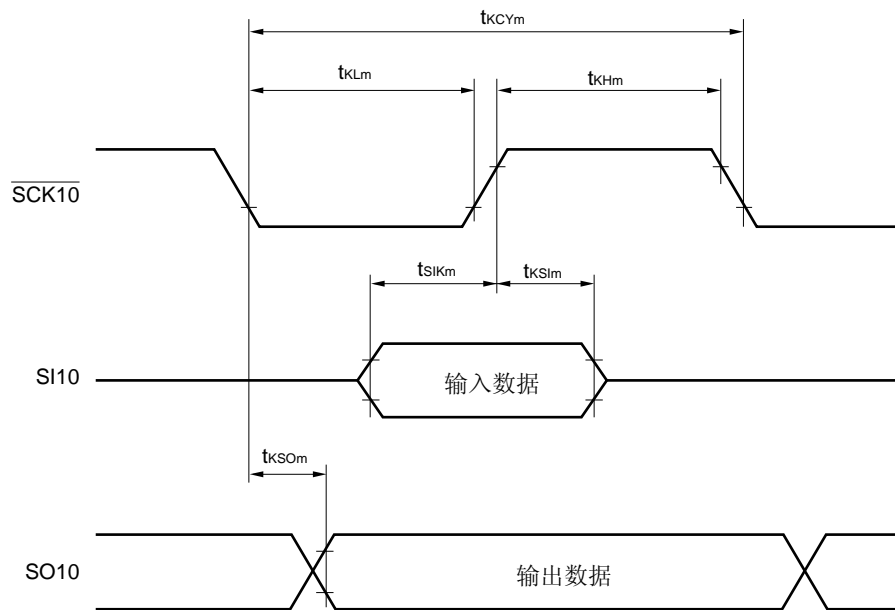 tKCYm
tKLm
tKHm
SCK10
tSIKm
tKSIm
SI10
输入数据
tKSOm
SO10
输出数据